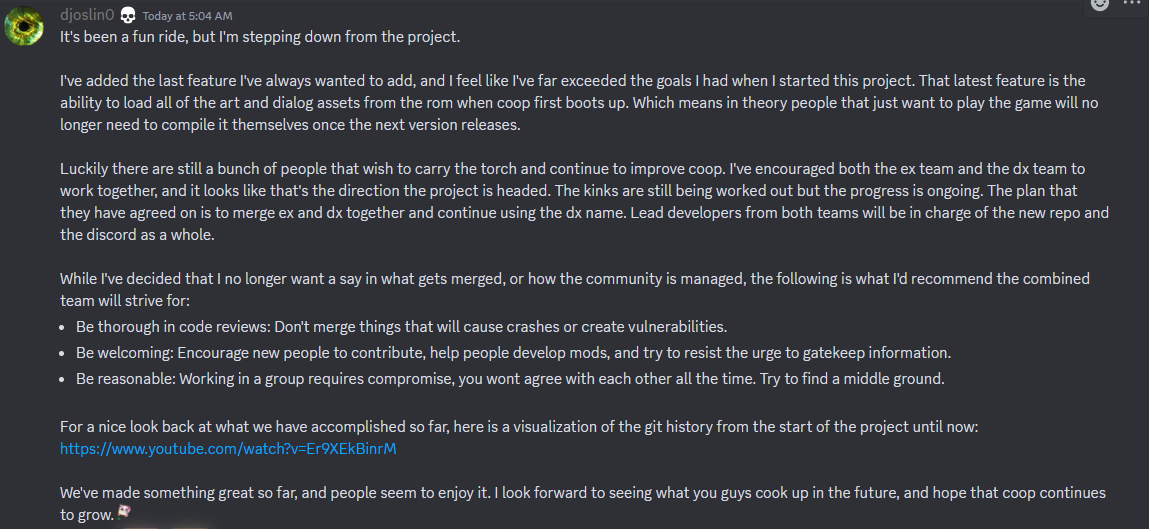 djoslin0 Today at 5:04 AM
It's been a fun ride, but I'm stepping down from the project.
I've added the last feature I've always wanted to add, and I feel like I've far exceeded the goals I had when I started this project. That latest feature is the
ability to load all of the art and dialog assets from the rom when coop first boots up. Which means in theory people that just want to play the game will no
longer need to compile it themselves once the next version releases.
Luckily there are still a bunch of people that wish to carry the torch and continue to improve coop. I've encouraged both the ex team and the dx team to
work together, and it looks like that's the direction the project is headed. The kinks are still being worked out but the progress is ongoing. The plan that
they have agreed on is to merge ex and dx together and continue using the dx name. Lead developers from both teams will be in charge of the new repo and
the discord as a whole.
While I've decided that I no longer want a say in what gets merged, or how the community is managed, the following is what I'd recommend the combined
team will strive for:
• Be thorough in code reviews: Don't merge things that will cause crashes or create vulnerabilities.
• Be welcoming: Encourage new people to contribute, help people develop mods, and try to resist the urge to gatekeep information.
• Be reasonable: Working in a group requires compromise, you wont agree with each other all the time. Try to find a middle ground.
For a nice look back at what we have accomplished so far, here is a visualization of the git history from the start of the project until now:
https://www.youtube.com/watch?v=Er9XEkBinrM
We've made something great so far, and people seem to enjoy it. I look forward to seeing what you guys cook up in the future, and hope that coop continues
to grow.